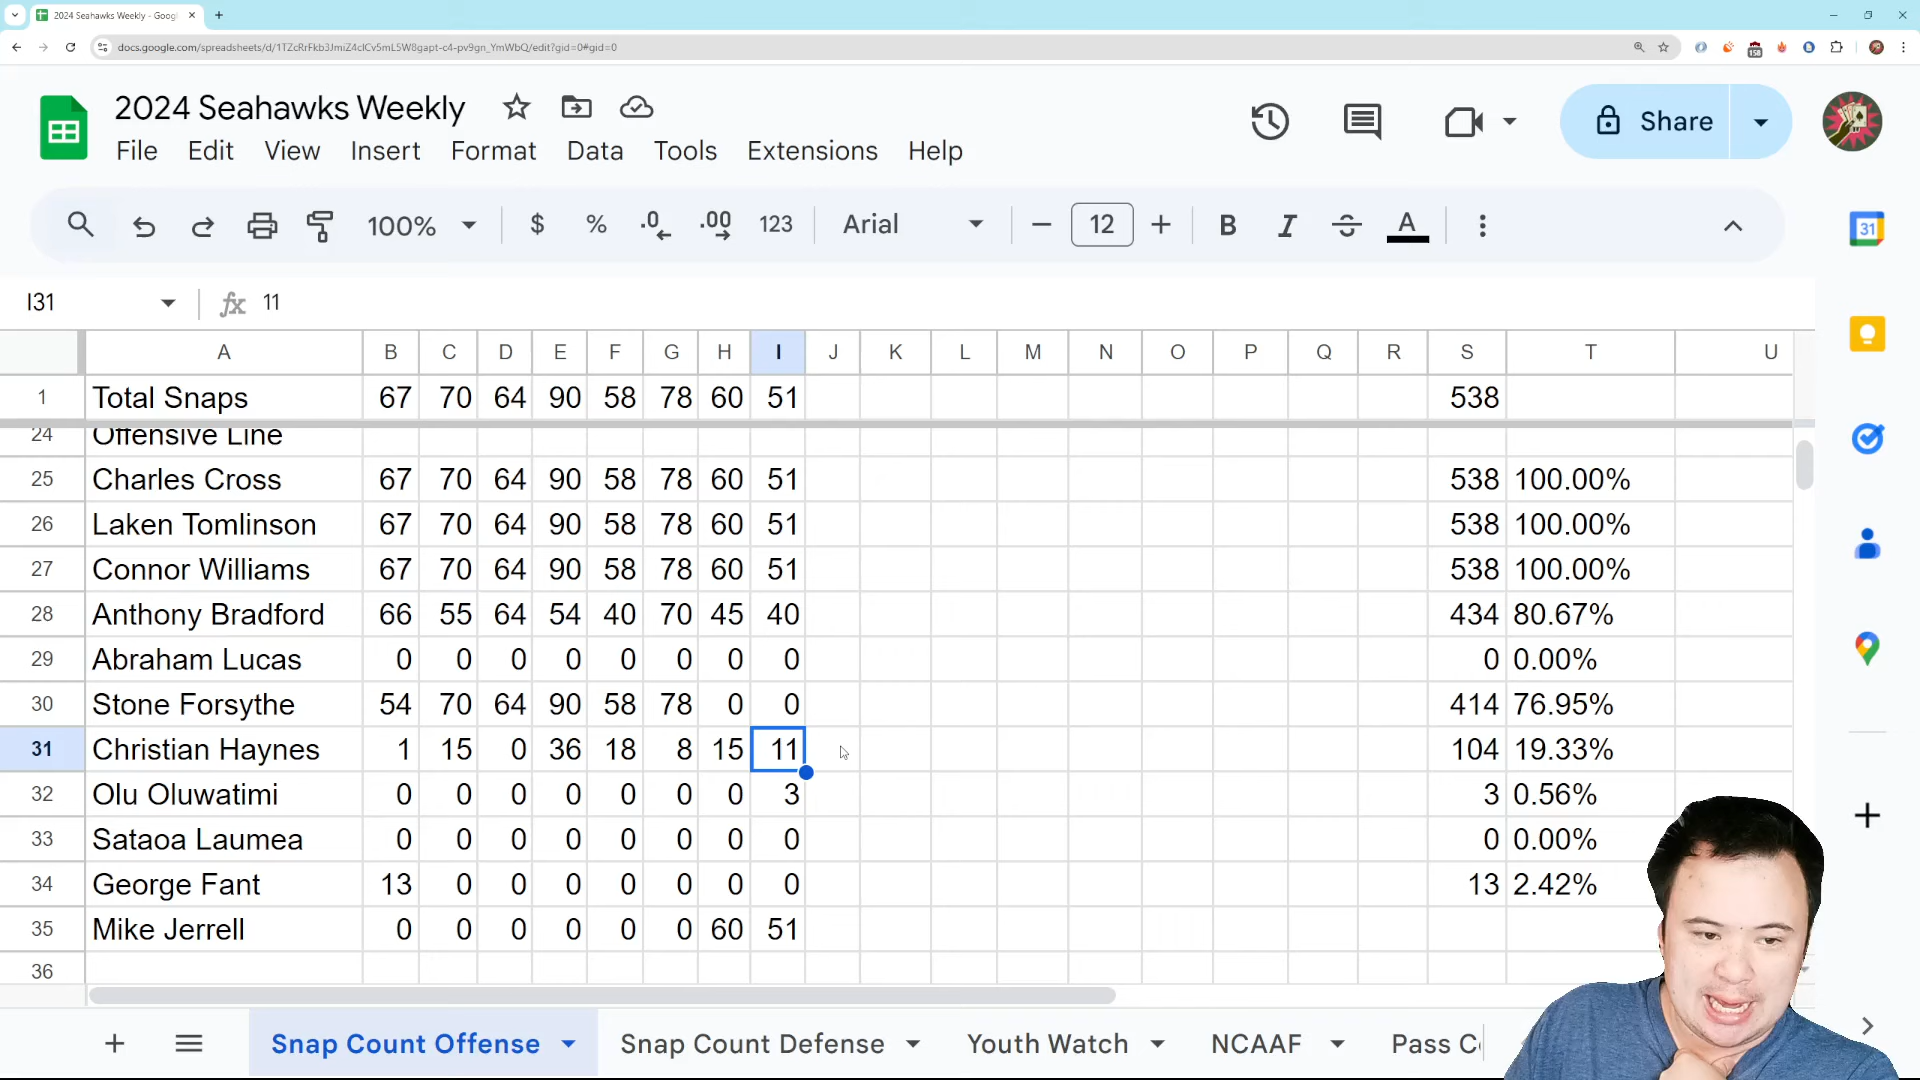 2024 Seahawks Weekly - Goog
docs.google.com/spreadsheets/d/1TZcRrFkb3JmiZ4clCv5mL5W8gapt-c4-pv9gn_YmWbQ/edit?gid=0#gid=0
158
2024 Seahawks Weekly
File Edit View Insert Format Data Tools Extensions Help
Share
100% $ % .0 .00 123 Arial 12 B I S A
31
I31 fx 11
A B C D E F G H I J K L M N O P Q R S T U
1 Total Snaps 67 70 64 90 58 78 60 51 538
24 Offensive Line
25 Charles Cross 67 70 64 90 58 78 60 51 538 100.00%
26 Laken Tomlinson 67 70 64 90 58 78 60 51 538 100.00%
27 Connor Williams 67 70 64 90 58 78 60 51 538 100.00%
28 Anthony Bradford 66 55 64 54 40 70 45 40 434 80.67%
29 Abraham Lucas 0 0 0 0 0 0 0 0 0 0.00%
30 Stone Forsythe 54 70 64 90 58 78 0 0 414 76.95%
31 Christian Haynes 1 15 0 36 18 8 15 11 104 19.33%
32 Olu Oluwatimi 0 0 0 0 0 0 0 3 3 0.56%
33 Sataoa Laumea 0 0 0 0 0 0 0 0 0 0.00%
34 George Fant 13 0 0 0 0 0 0 0 13 2.42%
35 Mike Jerrell 0 0 0 0 0 0 60 51
36
Snap Count Offense Snap Count Defense Youth Watch NCAAF Pass C